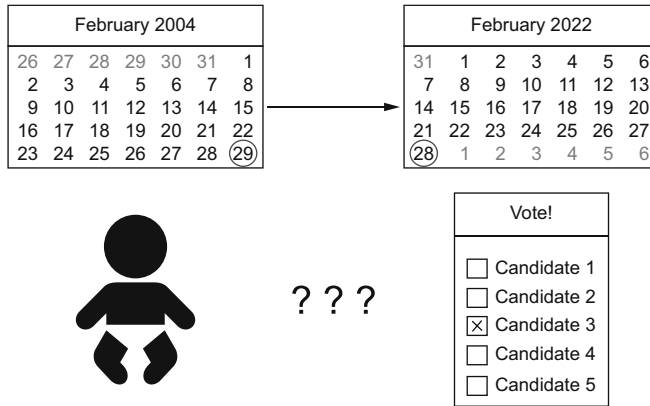 February 2004
26 27 28 29 30 31 1
2 3 4 5 6 7 8
9 10 11 12 13 14 15
16 17 18 19 20 21 22
23 24 25 26 27 28 29
February 2022
31 1 2 3 4 5 6
7 8 9 10 11 12 13
14 15 16 17 18 19 20
21 22 23 24 25 26 27
28 1 2 3 4 5 6
? ? ?
Vote!
Candidate 1
Candidate 2
Candidate 3
Candidate 4
Candidate 5